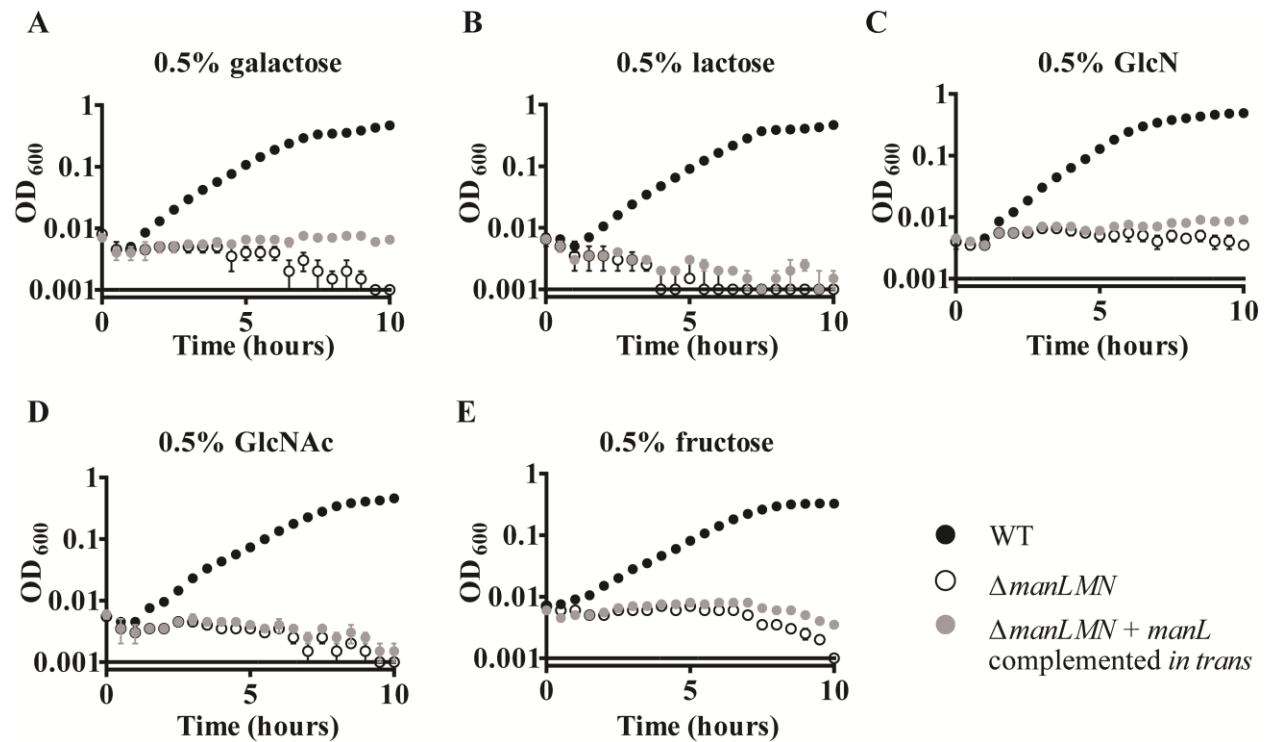 A
0.5% galactose
1
0.1
0.01
0.001
OD600
0
5
10
Time (hours)
B
0.5% lactose
1
0.1
0.01
0.001
OD600
0
5
10
Time (hours)
C
0.5% GlcN
1
0.1
0.01
0.001
OD600
0
5
10
Time (hours)
D
0.5% GlcNAc
1
0.1
0.01
0.001
OD600
0
5
10
Time (hours)
E
0.5% fructose
1
0.1
0.01
0.001
OD600
0
5
10
Time (hours)
WT
ΔmanLMN
ΔmanLMN + manL
complemented in trans